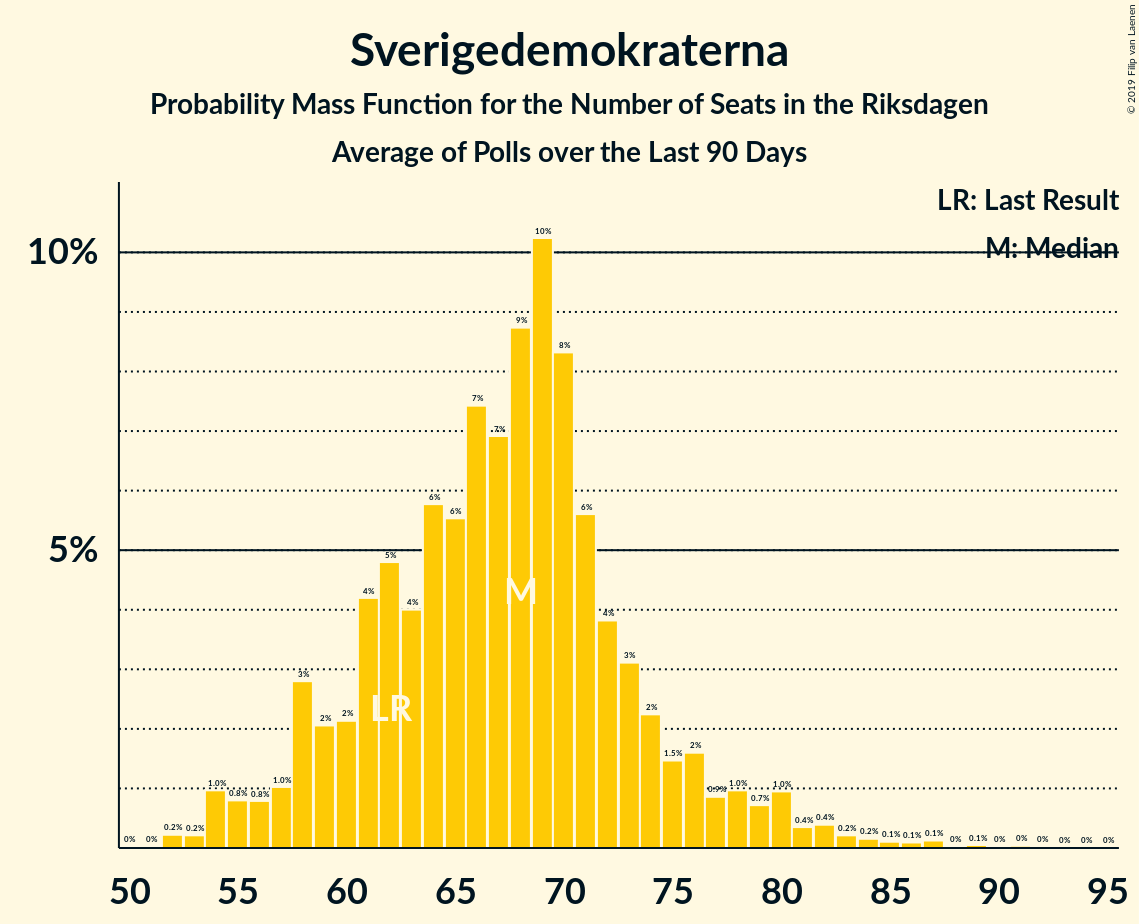 Sverigedemokraterna
Probability Mass Function for the Number of Seats in the Riksdagen
Average of Polls over the Last 90 Days
© 2019 Filip van Laenen
LR: Last Result
M: Median
10%
5%
0% 0% 0.2% 0.2% 1.0% 0.8% 0.8% 1.0% 3% 2% 2% 4% 5% 4% 6% 6% 7% 7% 9% 10% 8% 6% 4% 3% 2% 1.5% 2% 0.9% 1.0% 0.7% 1.0% 0.4% 0.4% 0.2% 0.2% 0.1% 0.1% 0.1% 0% 0.1% 0% 0% 0% 0% 0% 0%
M
LR
50 55 60 65 70 75 80 85 90 95